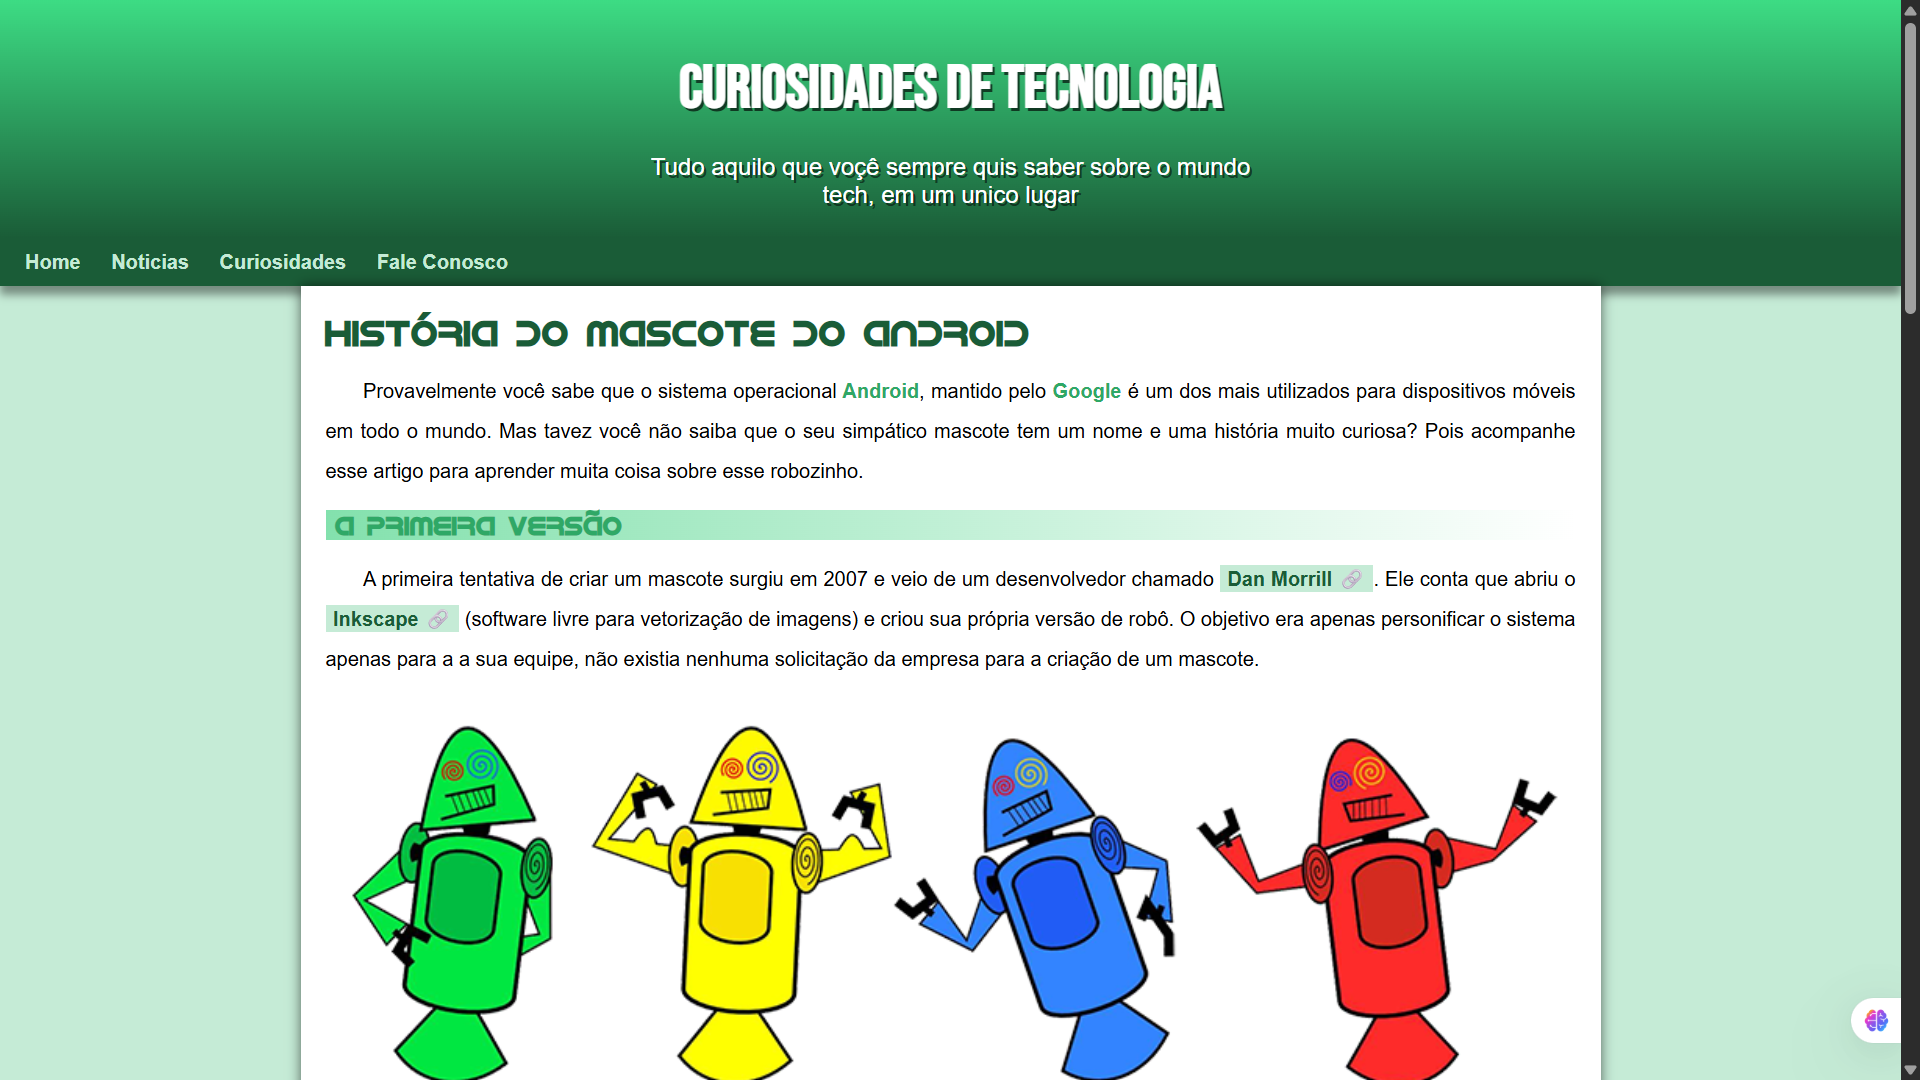 CURIOSIDADES DE TECNOLOGIA
Tudo aquilo que voçê sempre quis saber sobre o mundo
tech, em um unico lugar
Home Noticias Curiosidades Fale Conosco
HISTÓRIA DO MASCOTE DO ANDROID
Provavelmente você sabe que o sistema operacional Android, mantido pelo Google é um dos mais utilizados para dispositivos móveis
em todo o mundo. Mas tavez você não saiba que o seu simpático mascote tem um nome e uma história muito curiosa? Pois acompanhe
esse artigo para aprender muita coisa sobre esse robozinho.
A PRIMEIRA VERSÃO
A primeira tentativa de criar um mascote surgiu em 2007 e veio de um desenvolvedor chamado Dan Morrill 🔗. Ele conta que abriu o
Inkscape 🔗 (software livre para vetorização de imagens) e criou sua própria versão de robô. O objetivo era apenas personificar o sistema
apenas para a a sua equipe, não existia nenhuma solicitação da empresa para a criação de um mascote.